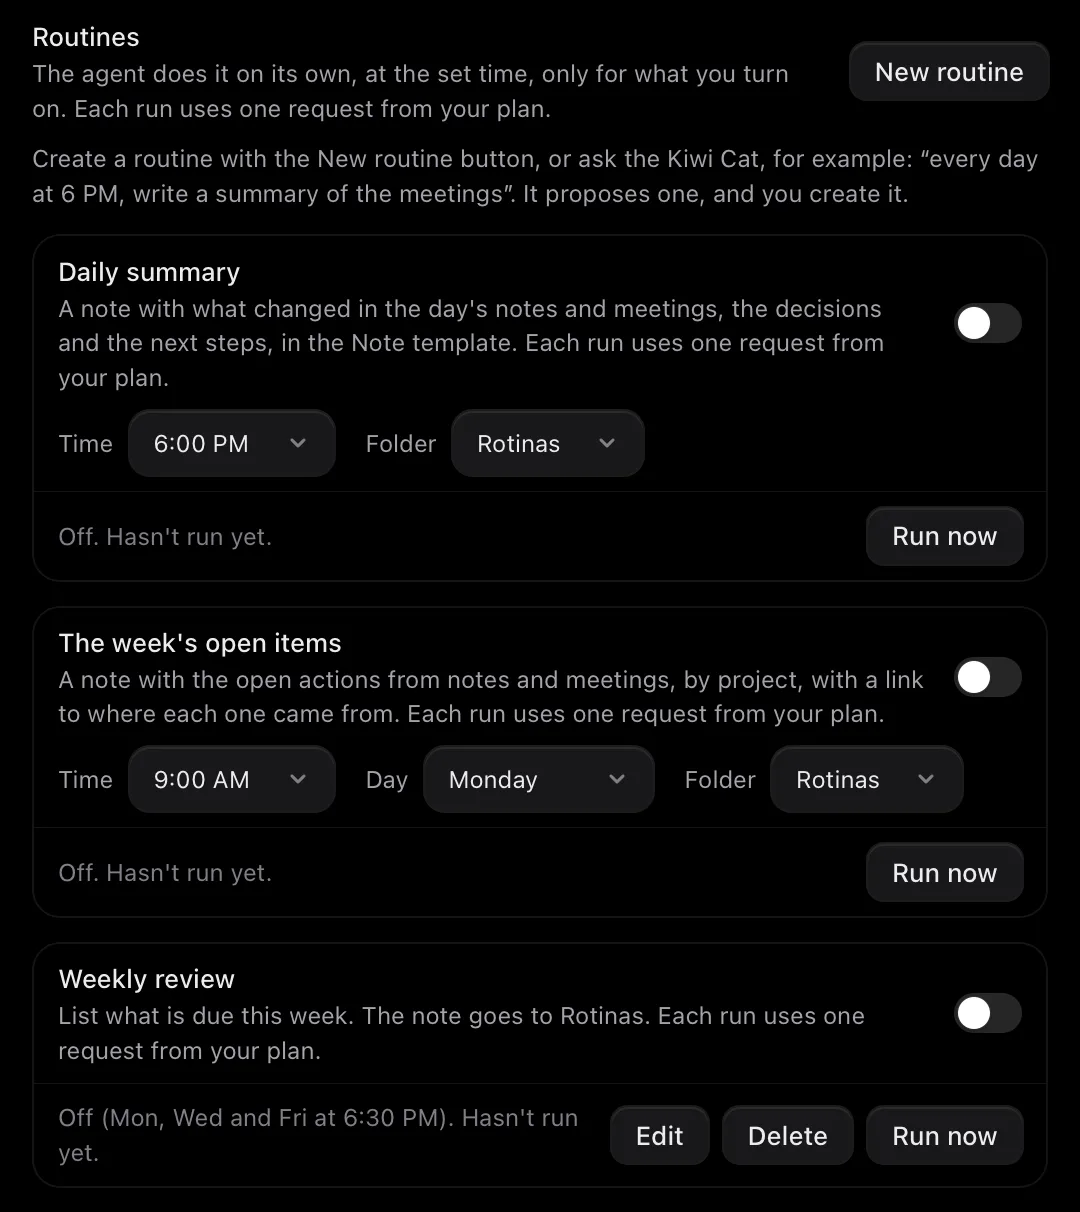 Routines
The agent does it on its own, at the set time, only for what you turn
on. Each run uses one request from your plan.
New routine
Create a routine with the New routine button, or ask the Kiwi Cat, for example: “every day
at 6 PM, write a summary of the meetings”. It proposes one, and you create it.
Daily summary
A note with what changed in the day's notes and meetings, the decisions
and the next steps, in the Note template. Each run uses one request from
your plan.
Time 6:00 PM Folder Rotinas
Off. Hasn't run yet. Run now
The week's open items
A note with the open actions from notes and meetings, by project, with a link
to where each one came from. Each run uses one request from your plan.
Time 9:00 AM Day Monday Folder Rotinas
Off. Hasn't run yet. Run now
Weekly review
List what is due this week. The note goes to Rotinas. Each run uses one
request from your plan.
Off (Mon, Wed and Fri at 6:30 PM). Hasn't run
yet.
Edit Delete Run now